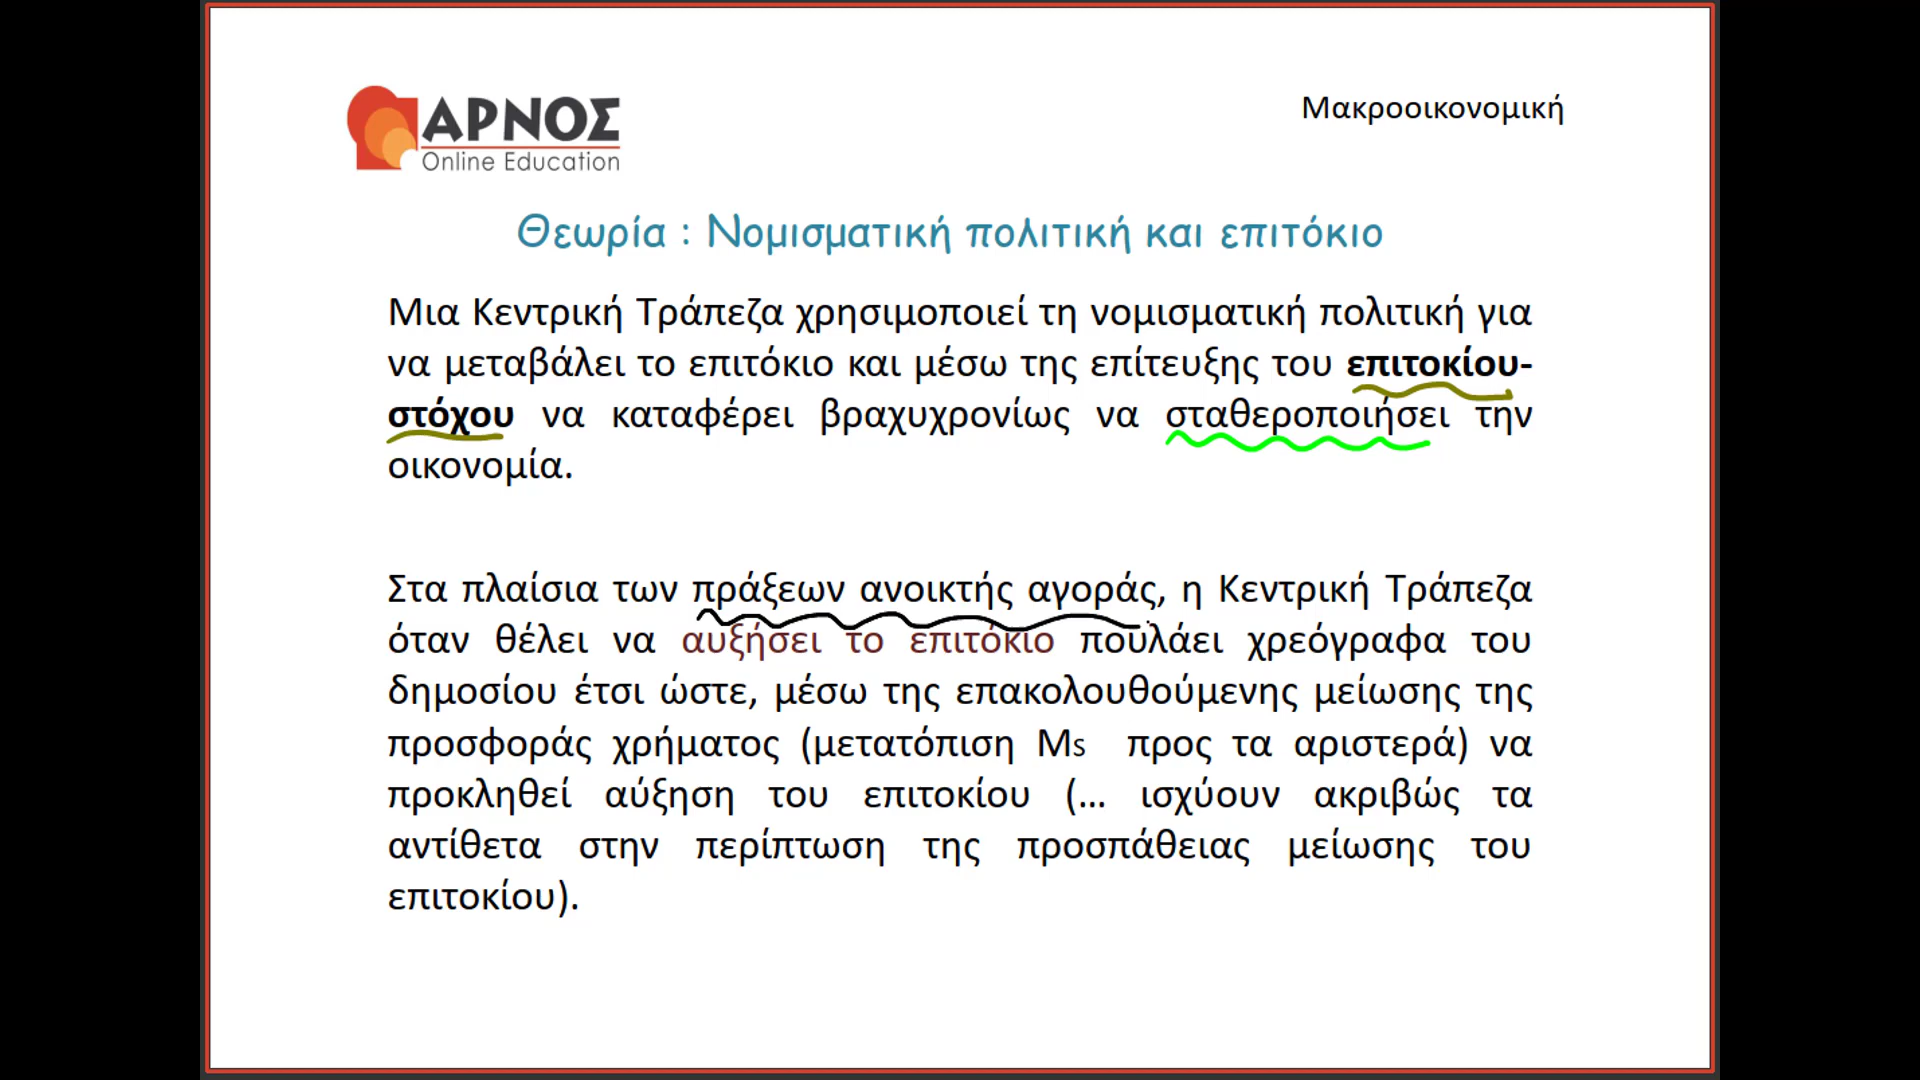 ΑΡΝΟΣ
Online Education
Μακροοικονομική
Θεωρία : Νομισματική πολιτική και επιτόκιο
Μια Κεντρική Τράπεζα χρησιμοποιεί τη νομισματική πολιτική για
να μεταβάλει το επιτόκιο και μέσω της επίτευξης του επιτοκίου-
στόχου να καταφέρει βραχυχρονίως να σταθεροποιήσει την
οικονομία.
Στα πλαίσια των πράξεων ανοικτής αγοράς, η Κεντρική Τράπεζα
όταν θέλει να αυξήσει το επιτόκιο πουλάει χρεόγραφα του
δημοσίου έτσι ώστε, μέσω της επακολουθούμενης μείωσης της
προσφοράς χρήματος (μετατόπιση Ms προς τα αριστερά) να
προκληθεί αύξηση του επιτοκίου (... ισχύουν ακριβώς τα
αντίθετα στην περίπτωση της προσπάθειας μείωσης του
επιτοκίου).